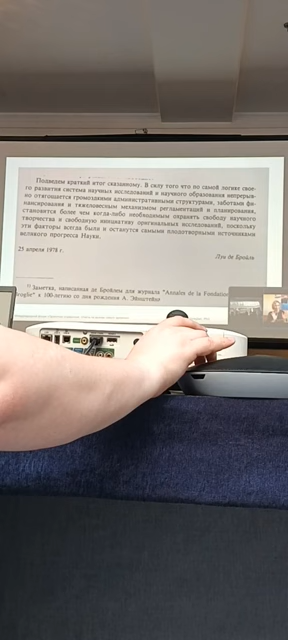 Подведем краткий итог сказанному. В силу того что по самой логике свое-
го развития система научных исследований и научного образования непрерыв-
но отягощается громоздкими административными структурами, заботами фи-
нансирования и тяжеловесным механизмом регламентаций и планирования,
становится более чем когда-либо необходимым охранять свободу научного
творчества и свободную инициативу оригинальных исследований, поскольку
эти факторы всегда были и останутся самыми плодотворными источниками
великого прогресса Науки.
25 апреля 1978 г.
Луи де Бройль
Заметка, написанная де Бройлем для журнала "Annales de la Fondation
Broglie" к 100-летию со дня рождения А. Эйнштейна